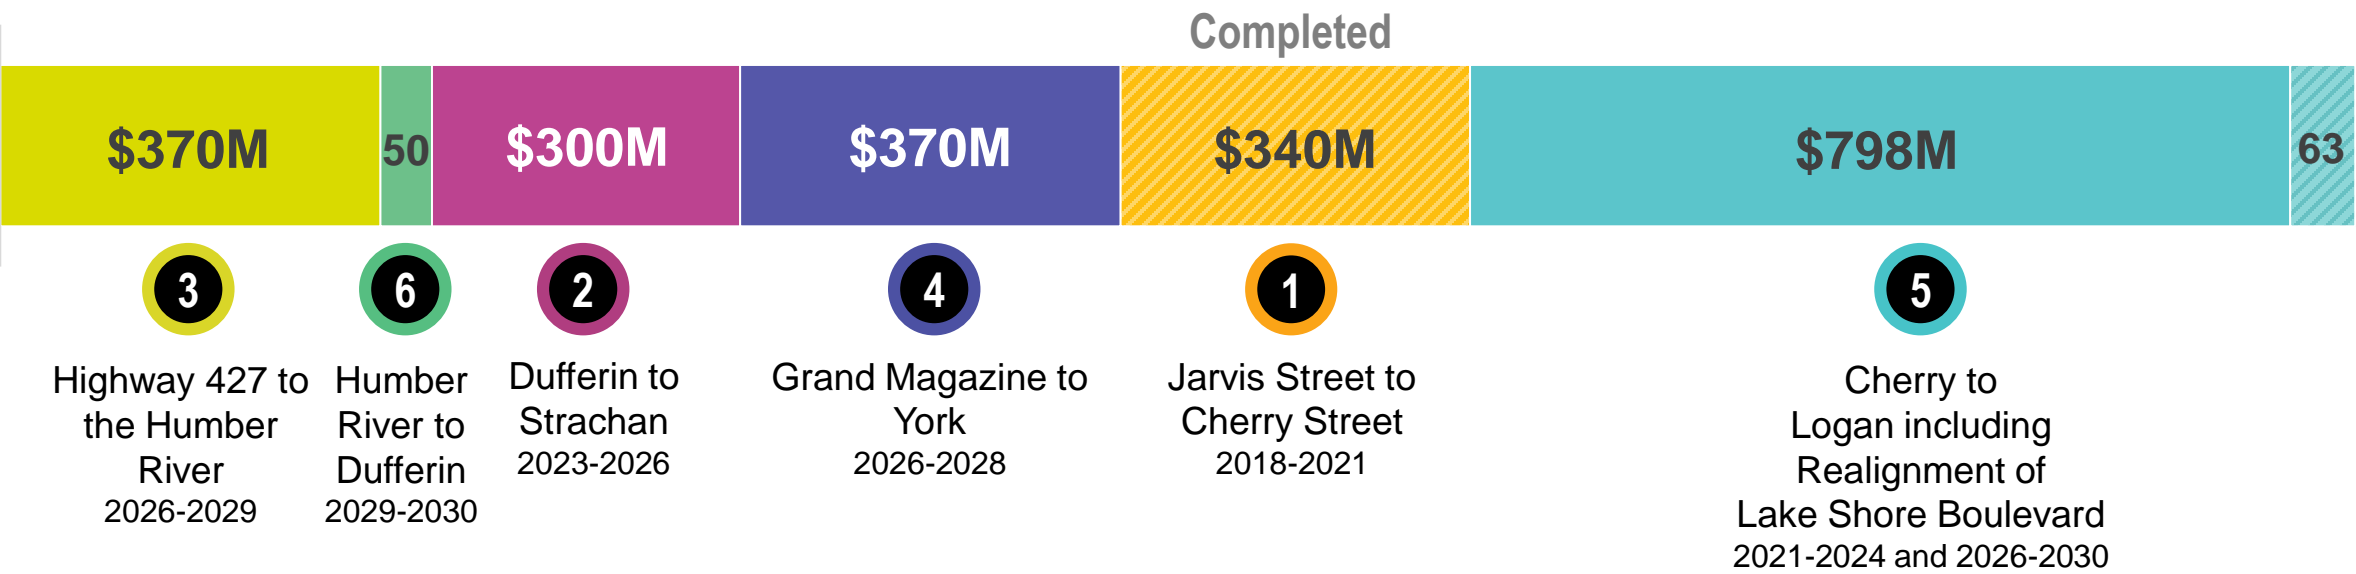 Completed
$370M
50
$300M
$370M
$340M
$798M
63
3
Highway 427 to
the Humber
River
2026-2029
6
Humber
River to
Dufferin
2029-2030
2
Dufferin to
Strachan
2023-2026
4
Grand Magazine to
York
2026-2028
1
Jarvis Street to
Cherry Street
2018-2021
5
Cherry to
Logan including
Realignment of
Lake Shore Boulevard
2021-2024 and 2026-2030